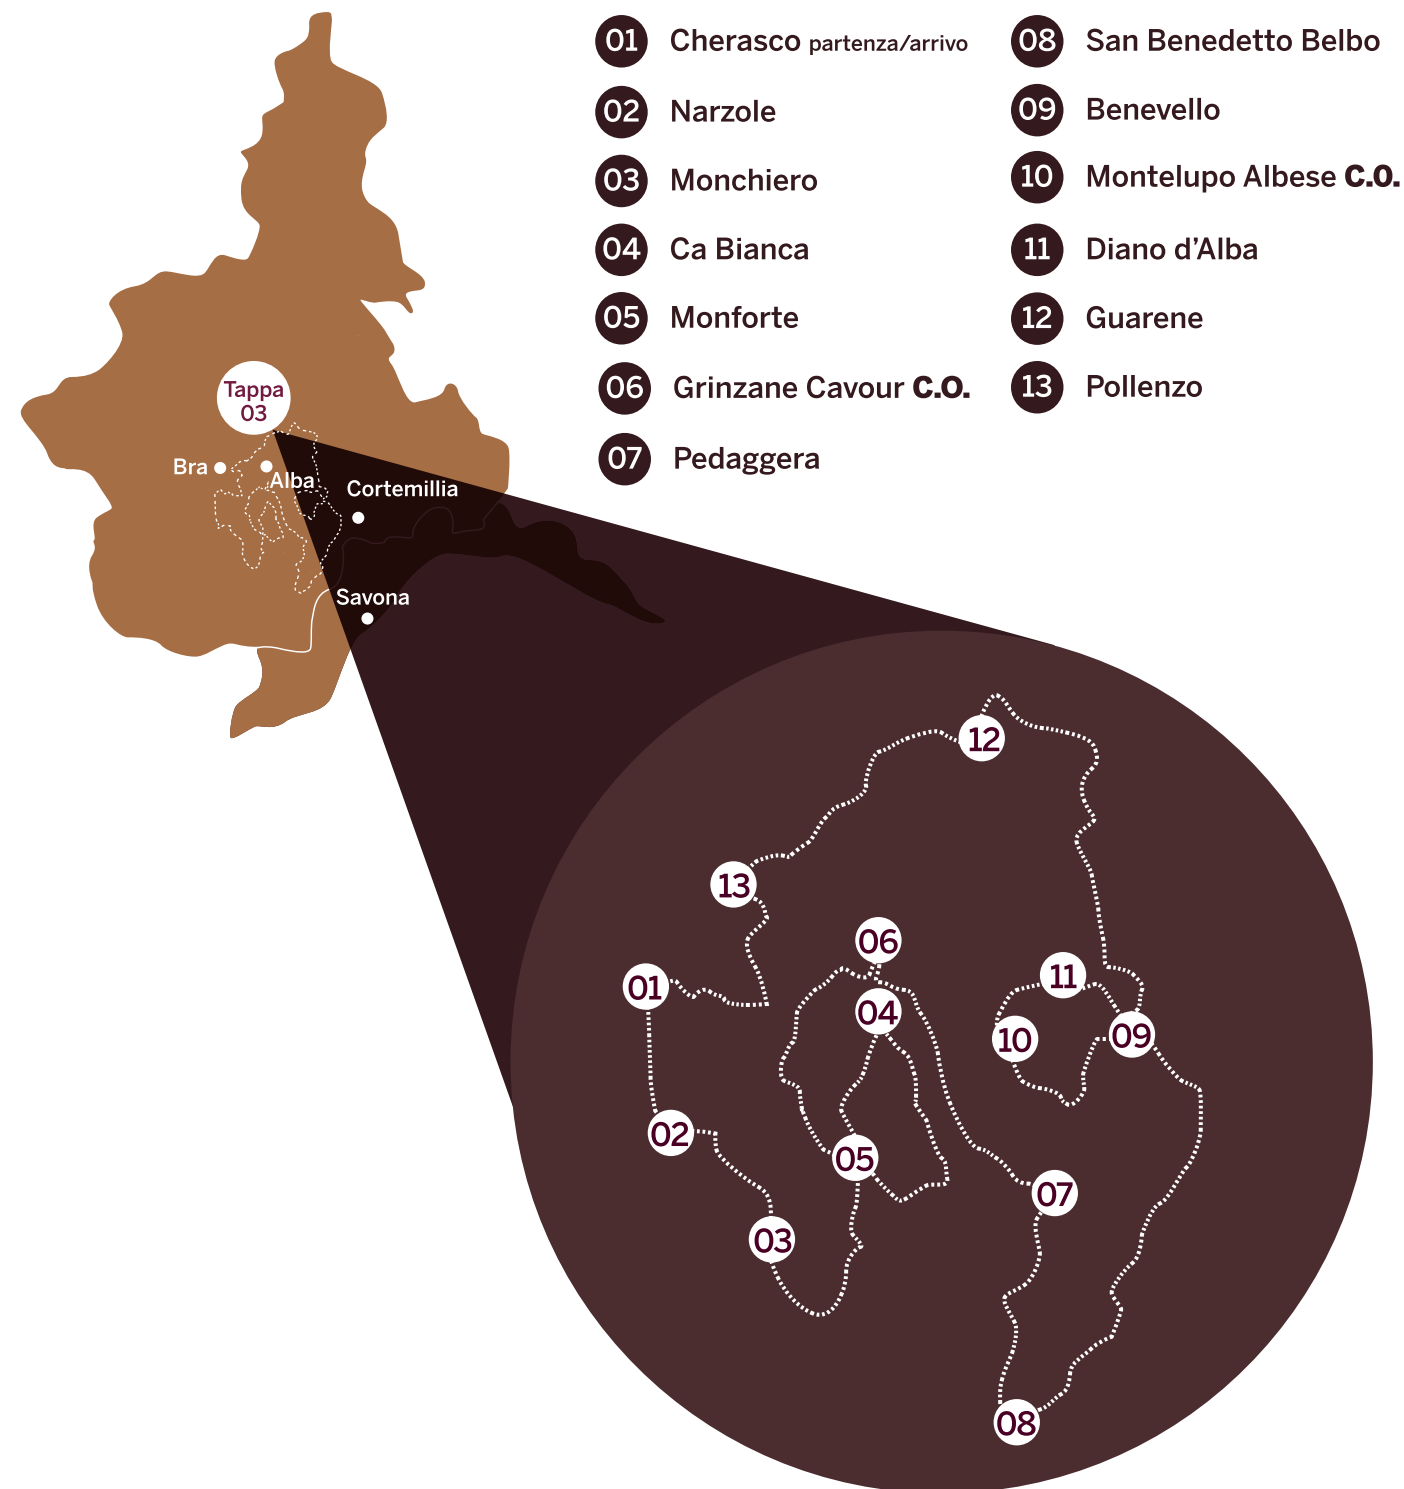 01 Cherasco partenza/arrivo
02 Narzole
03 Monchiero
04 Ca Bianca
05 Monforte
06 Grinzane Cavour C.O.
07 Pedaggera
08 San Benedetto Belbo
09 Benevello
10 Montelupo Albese C.O.
11 Diano d’Alba
12 Guarene
13 Pollenzo
Tappa
03
Bra
Alba
Cortemillia
Savona
12
13
06
11
01
04
10
09
02
05
07
03
08